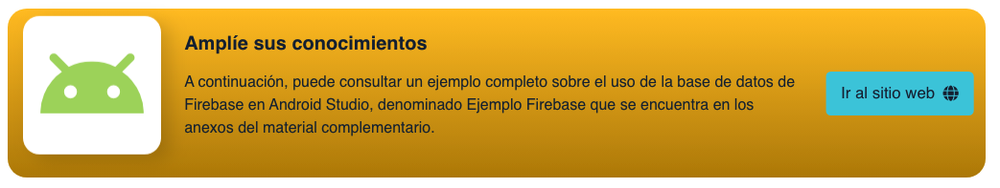 Amplíe sus conocimientos
A continuación, puede consultar un ejemplo completo sobre el uso de la base de datos de
Firebase en Android Studio, denominado Ejemplo Firebase que se encuentra en los
anexos del material complementario.
Ir al sitio web